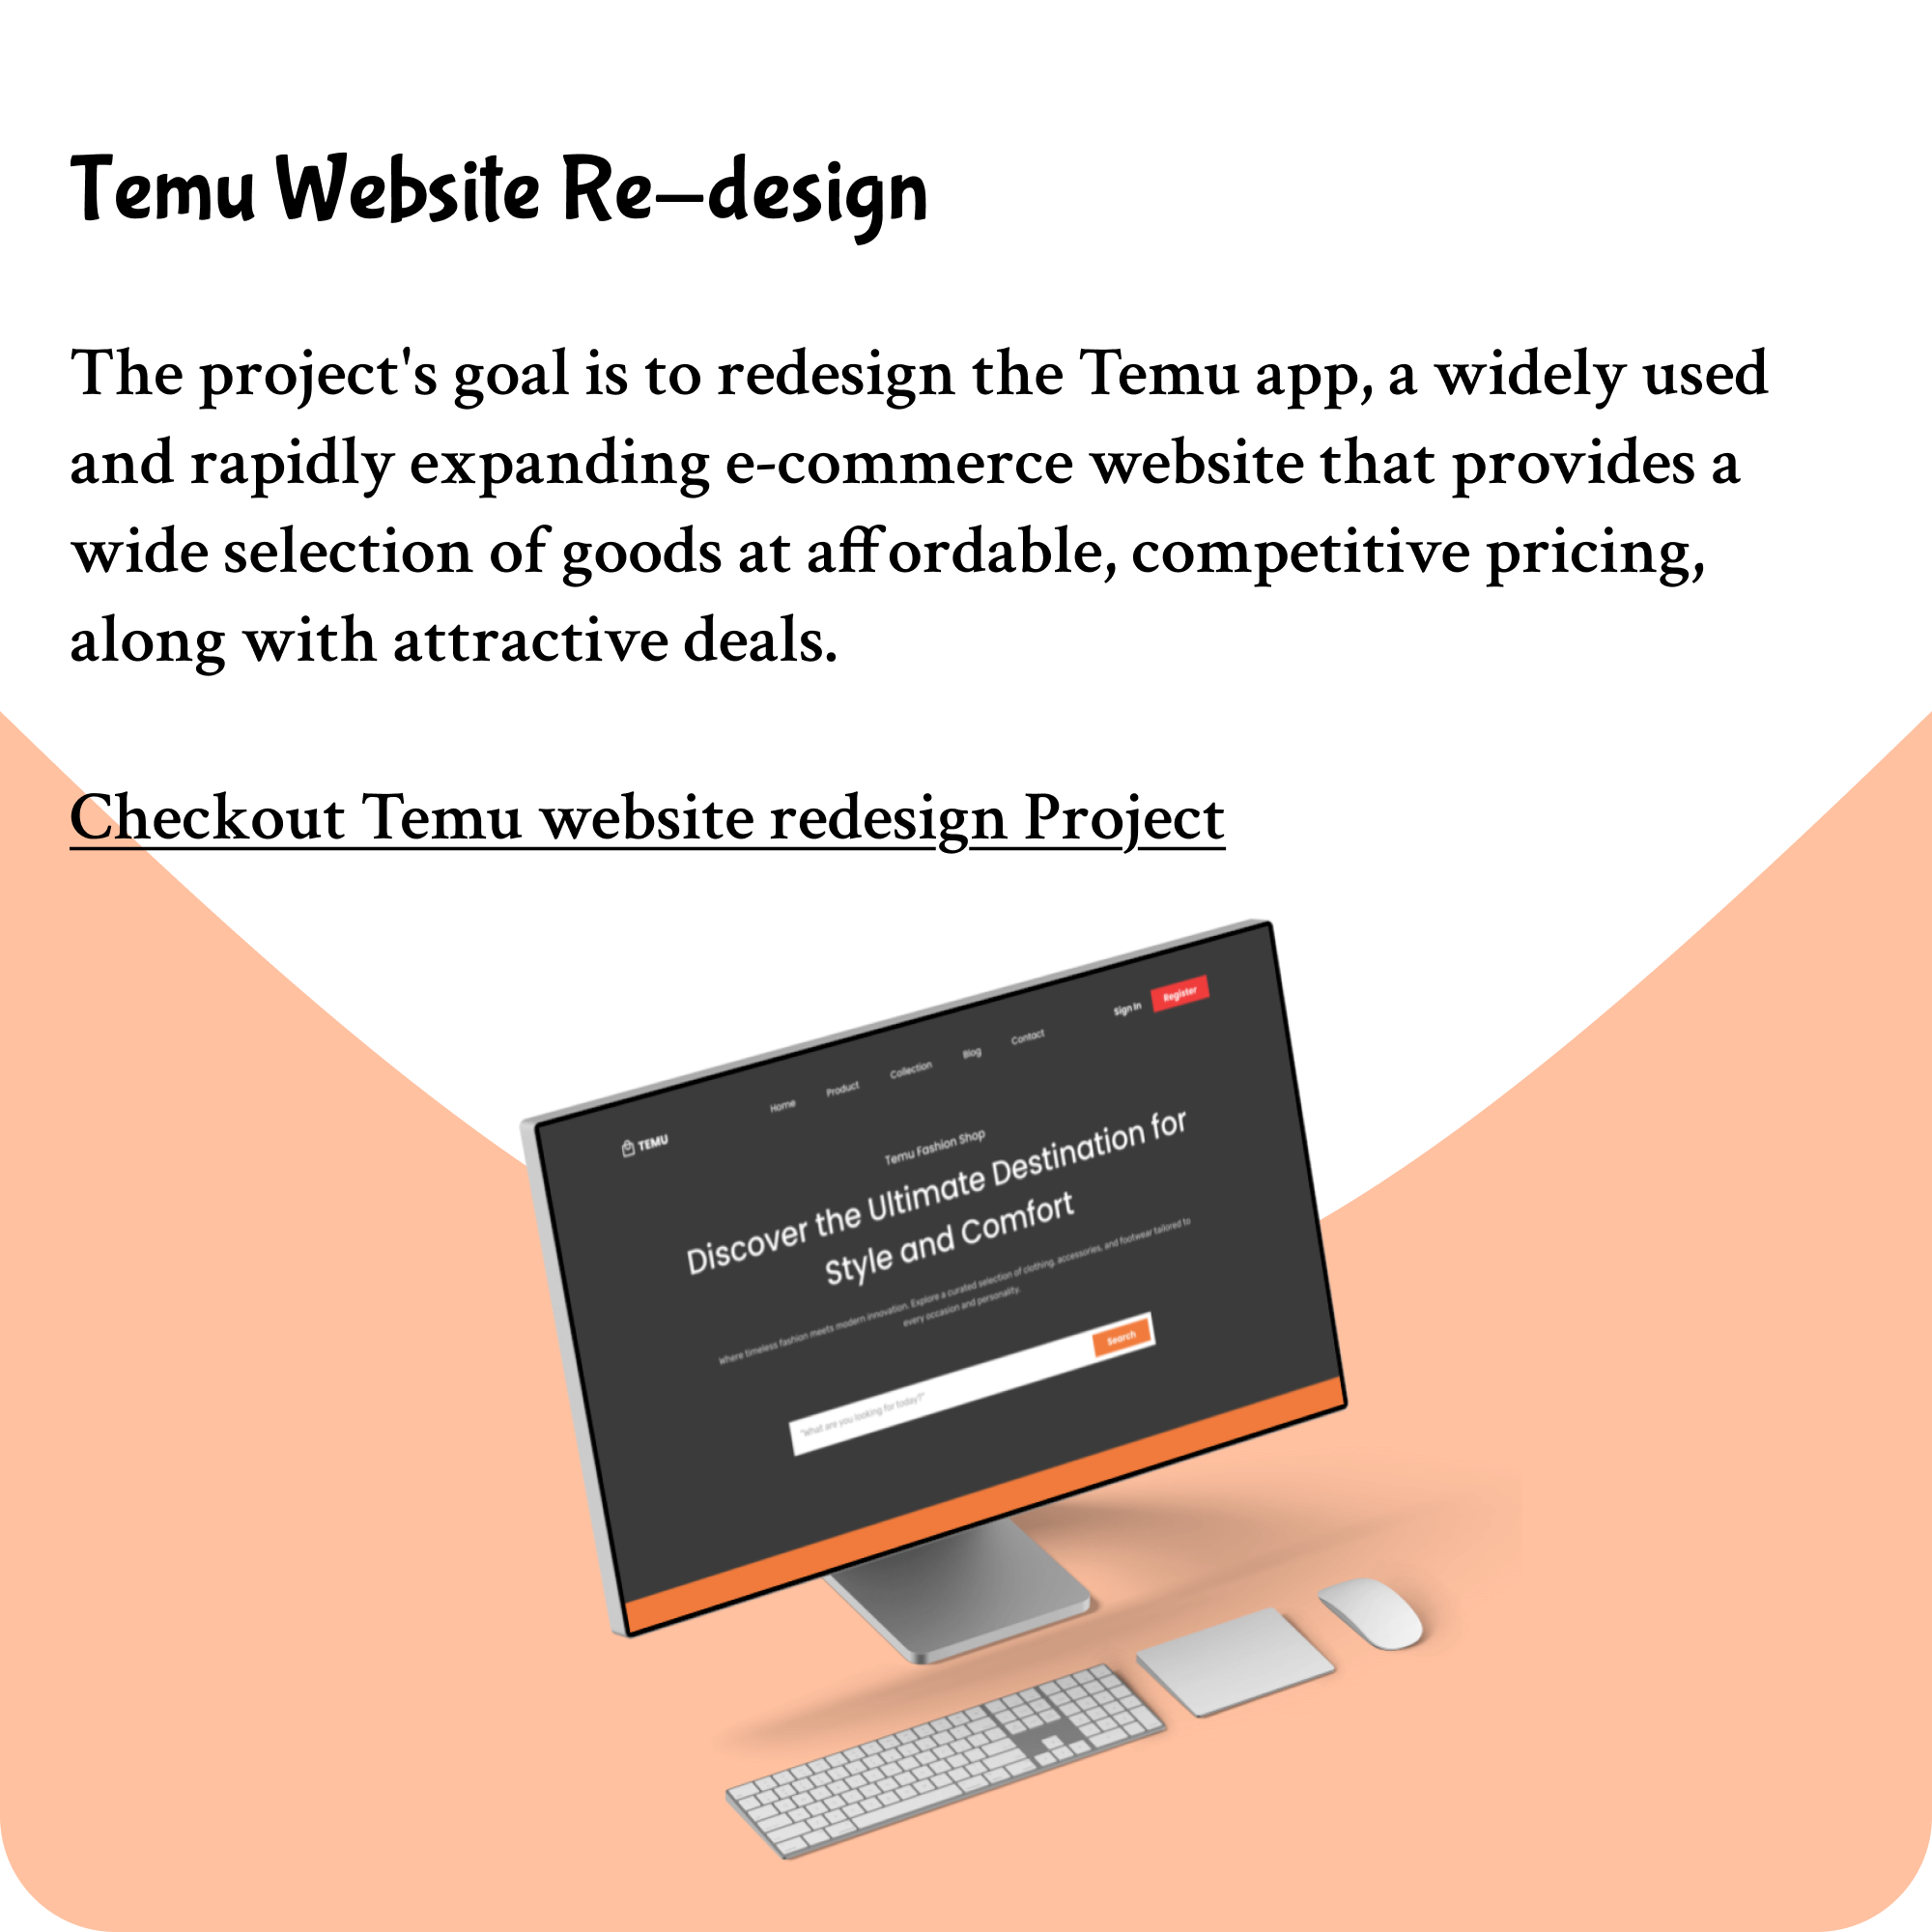 Temu Website Re-design
The project's goal is to redesign the Temu app, a widely used
and rapidly expanding e-commerce website that provides a
wide selection of goods at affordable, competitive pricing,
along with attractive deals.
Checkout Temu website redesign Project
TEMU
Home
Product
Collection
Blog
Contact
Sign In
Register
Temu Fashion Shop
Discover the Ultimate Destination for
Style and Comfort
Where timeless fashion meets modern innovation. Explore a curated selection of clothing, accessories, and footwear tailored to
every occasion and personality.
"What are you looking for today?"
Search